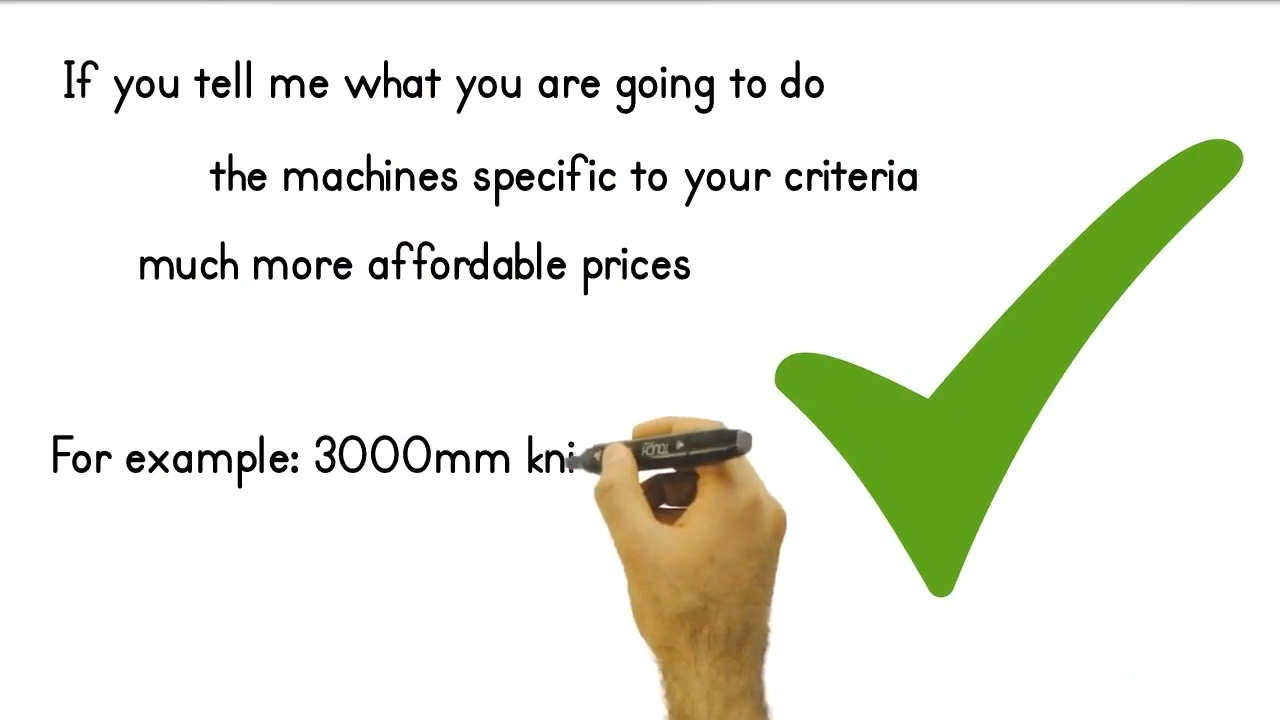 If you tell me what you are going to do
the machines specific to your criteria
much more affordable prices
For example: 3000mm kni